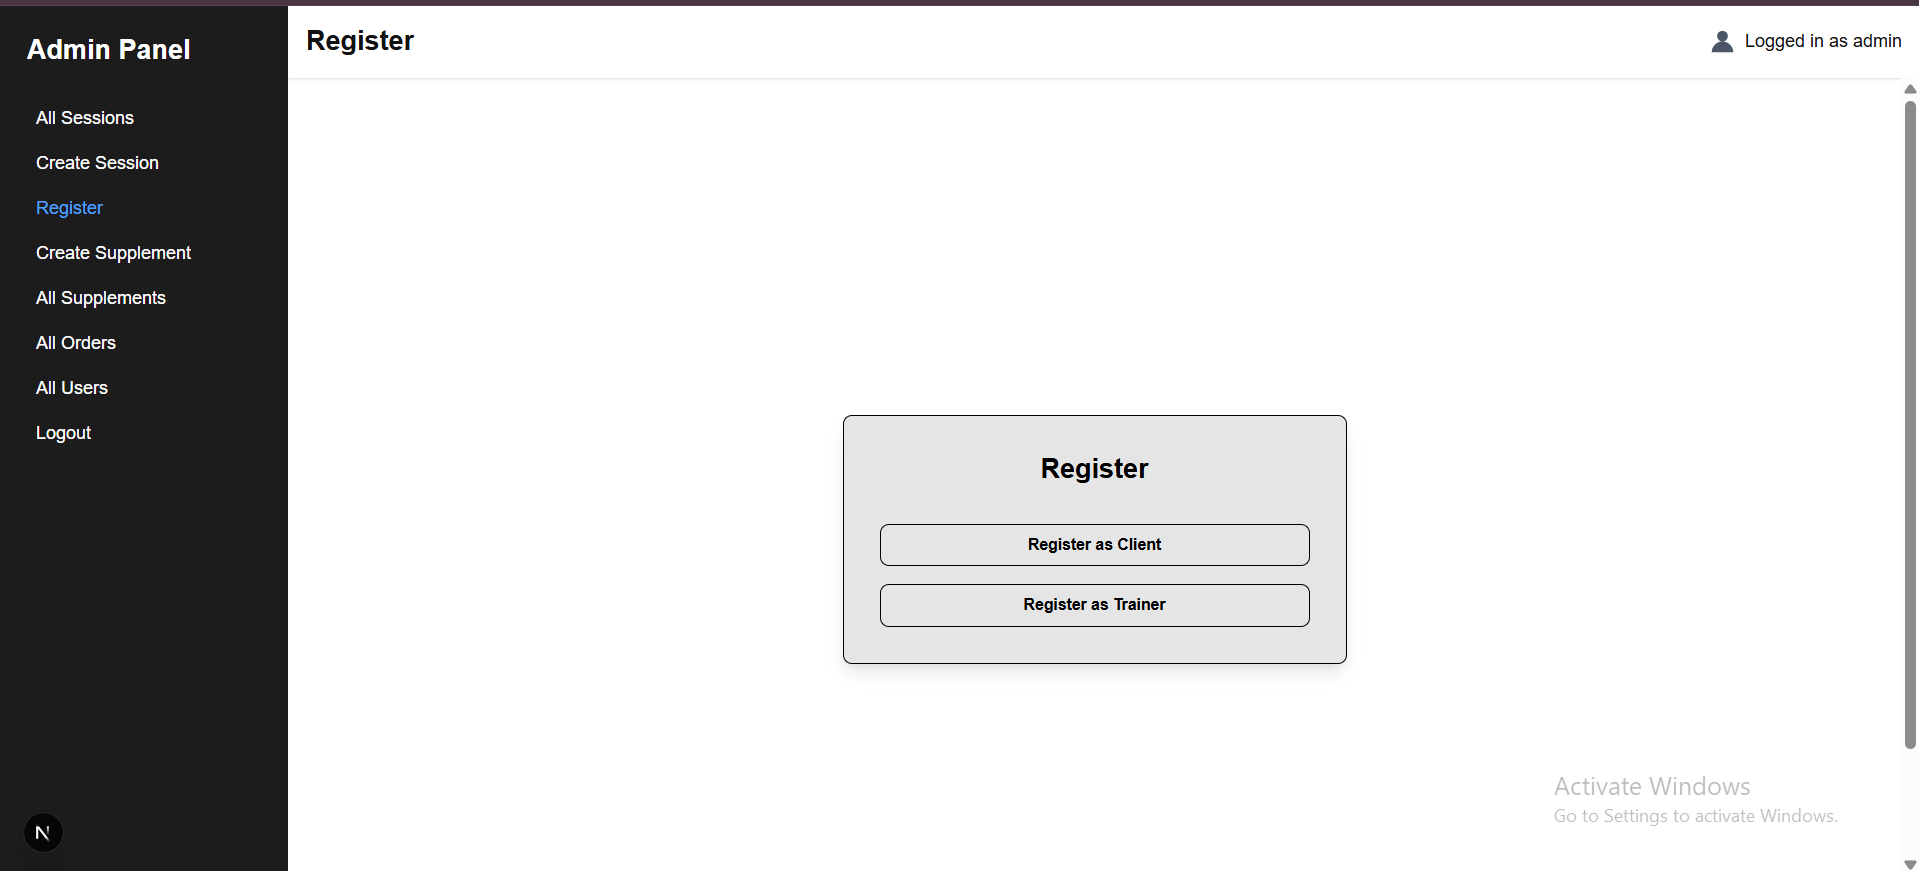 Admin Panel
All Sessions
Create Session
Register
Create Supplement
All Supplements
All Orders
All Users
Logout
N
Register
Logged in as admin
Register
Register as Client
Register as Trainer
Activate Windows
Go to Settings to activate Windows.